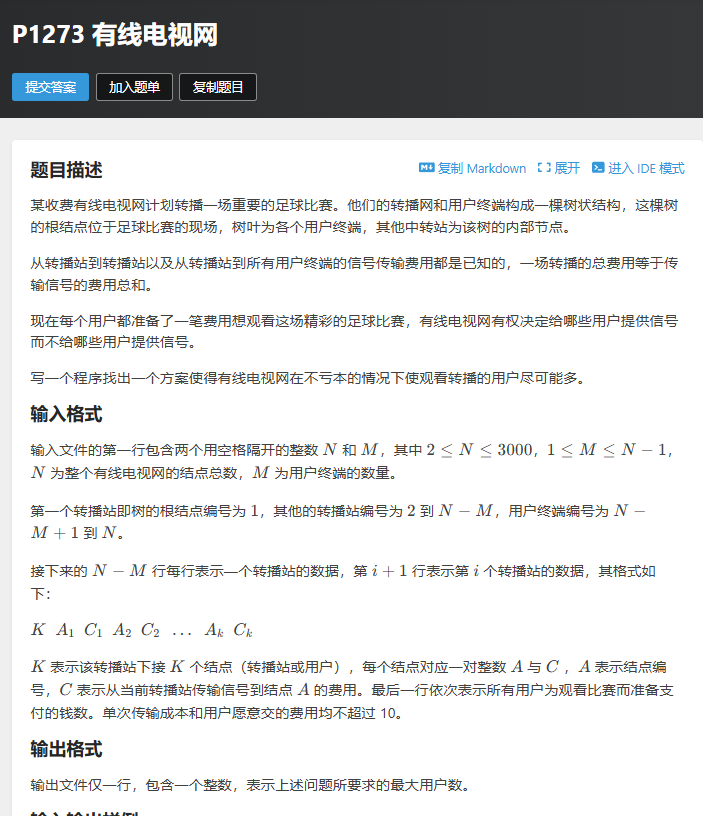 P1273 有线电视网
提交答案 加入题单 复制题目
题目描述 复制 Markdown 展开 进入 IDE 模式
某收费有线电视网计划转播一场重要的足球比赛。他们的转播网和用户终端构成一棵树状结构，这棵树
的根结点位于足球比赛的现场，树叶为各个用户终端，其他中转站为该树的内部节点。
从转播站到转播站以及从转播站到所有用户终端的信号传输费用都是已知的，一场转播的总费用等于传
输信号的费用总和。
现在每个用户都准备了一笔费用想观看这场精彩的足球比赛，有线电视网有权决定给哪些用户提供信号
而不给哪些用户提供信号。
写一个程序找出一个方案使得有线电视网在不亏本的情况下使观看转播的用户尽可能多。
输入格式
输入文件的第一行包含两个用空格隔开的整数 N 和 M，其中 2 ≤ N ≤ 3000，1 ≤ M ≤ N − 1，
N 为整个有线电视网的结点总数，M 为用户终端的数量。
第一个转播站即树的根结点编号为 1，其他的转播站编号为 2 到 N − M，用户终端编号为 N −
M + 1 到 N。
接下来的 N − M 行每行表示—个转播站的数据，第 i + 1 行表示第 i 个转播站的数据，其格式如
下：
K A₁ C₁ A₂ C₂ … Aₖ Cₖ
K 表示该转播站下接 K 个结点（转播站或用户），每个结点对应一对整数 A 与 C ，A 表示结点编
号，C 表示从当前转播站传输信号到结点 A 的费用。最后一行依次表示所有用户为观看比赛而准备支
付的钱数。单次传输成本和用户愿意交的费用均不超过 10。
输出格式
输出文件仅一行，包含一个整数，表示上述问题所要求的最大用户数。